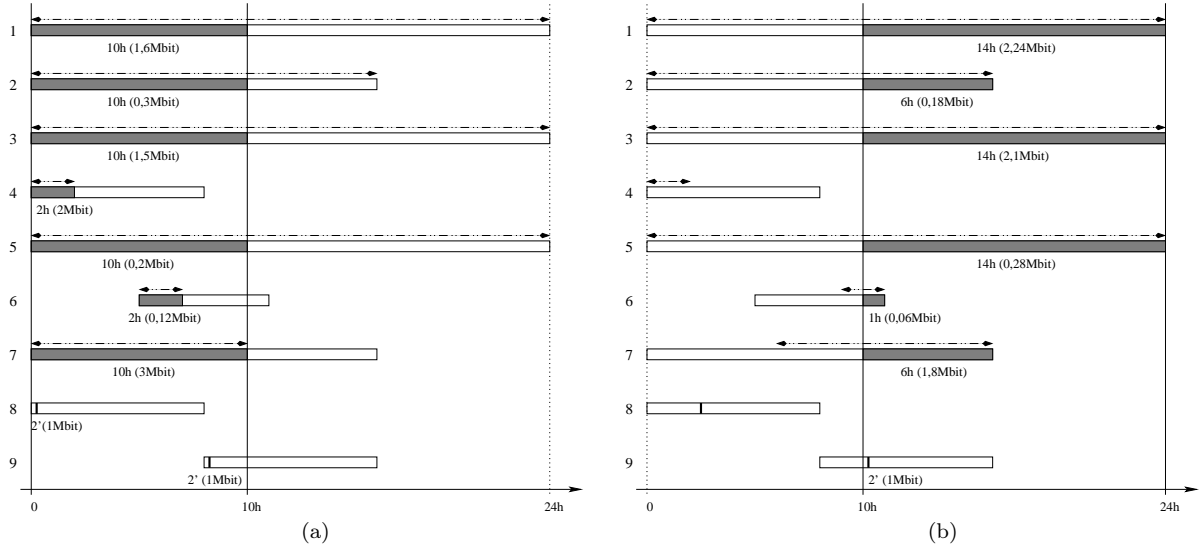 1
10h (1,6Mbit)
2
10h (0,3Mbit)
3
10h (1,5Mbit)
4
2h (2Mbit)
5
10h (0,2Mbit)
6
2h (0,12Mbit)
7
10h (3Mbit)
8
2'(1Mbit)
9
2' (1Mbit)
0 10h 24h
(a)
1
14h (2,24Mbit)
2
6h (0,18Mbit)
3
14h (2,1Mbit)
4
5
14h (0,28Mbit)
6
1h (0,06Mbit)
7
6h (1,8Mbit)
8
9
2' (1Mbit)
0 10h 24h
(b)